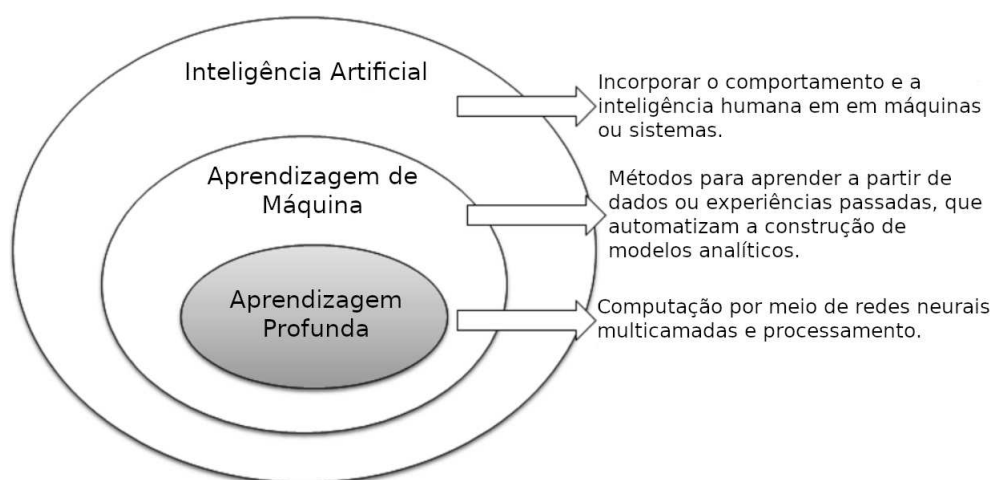 Inteligência Artificial
Incorporar o comportamento e a
inteligência humana em em máquinas
ou sistemas.
Aprendizagem de
Máquina
Métodos para aprender a partir de
dados ou experiências passadas, que
automatizam a construção de
modelos analíticos.
Aprendizagem
Profunda
Computação por meio de redes neurais
multicamadas e processamento.